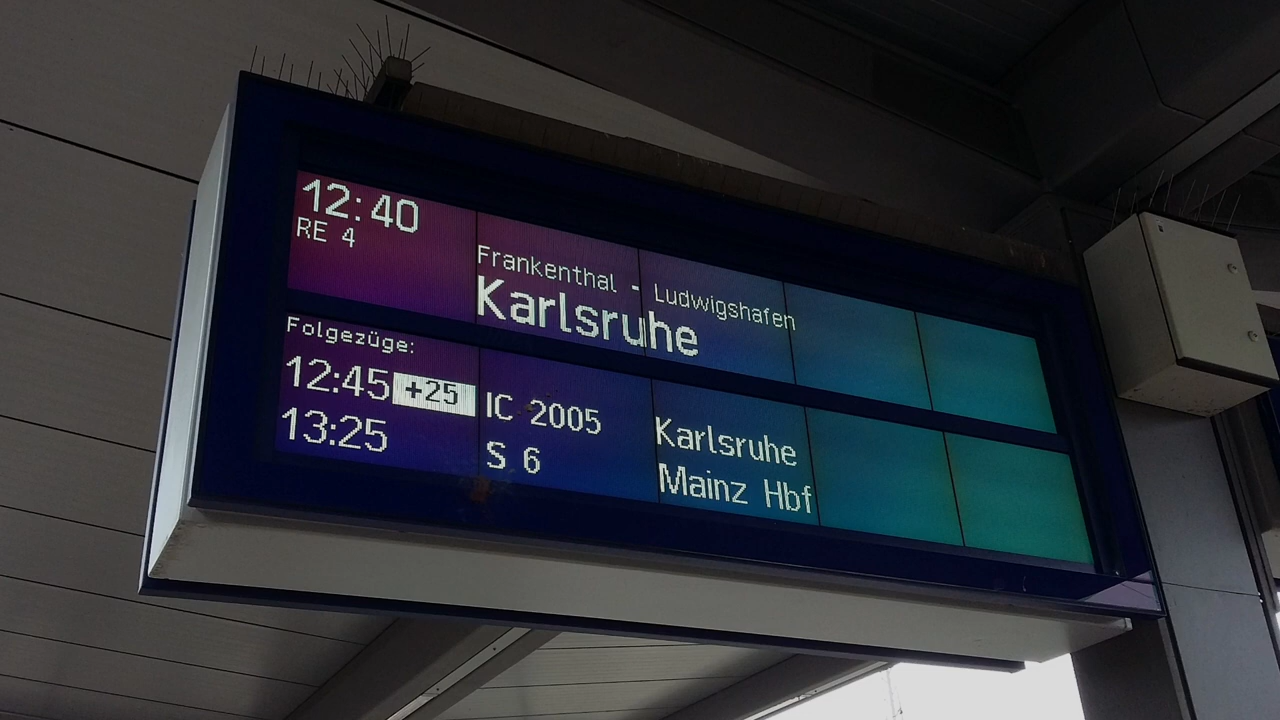 12:40
RE 4
Frankenthal - Ludwigshafen
Karlsruhe
Folgezüge:
12:45 +25 IC 2005 Karlsruhe
13:25 S 6 Mainz Hbf